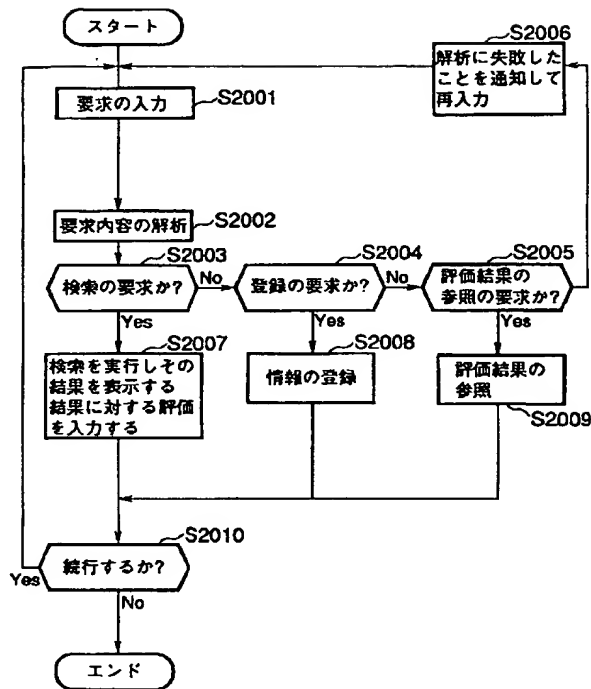 スタート
S2006
解析に失敗した
ことを通知して
再入力
要求の入力
S2001
要求内容の解析
S2002
S2003
検索の要求か?
No
Yes
S2004
登録の要求か?
No
Yes
S2005
評価結果の
参照の要求か?
Yes
S2007
検索を実行しその
結果を表示する
結果に対する評価
を入力する
S2008
情報の登録
評価結果の
参照
S2009
S2010
続行するか?
Yes
No
エンド